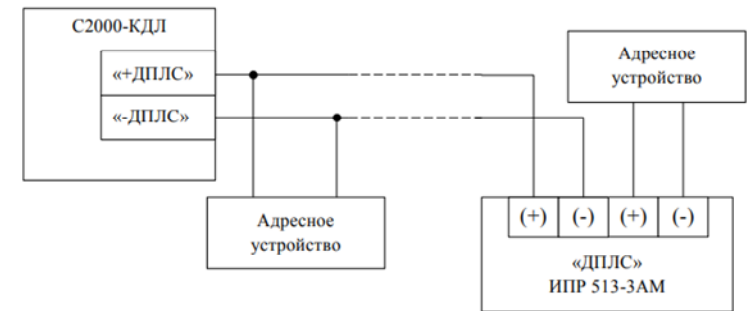 С2000-КДЛ
«+ДПЛС»
«-ДПЛС»
Адресное
устройство
Адресное
устройство
(+) (-) (+) (-)
«ДПЛС»
ИПР 513-3АМ